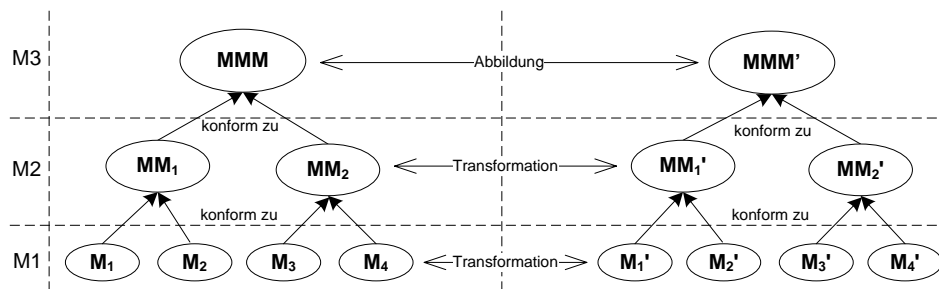 M3
MMM
Abbildung
MMM'
konform zu
konform zu
M2
MM1
MM2
Transformation
MM1'
MM2'
konform zu
konform zu
M1
M1
M2
M3
M4
Transformation
M1'
M2'
M3'
M4'